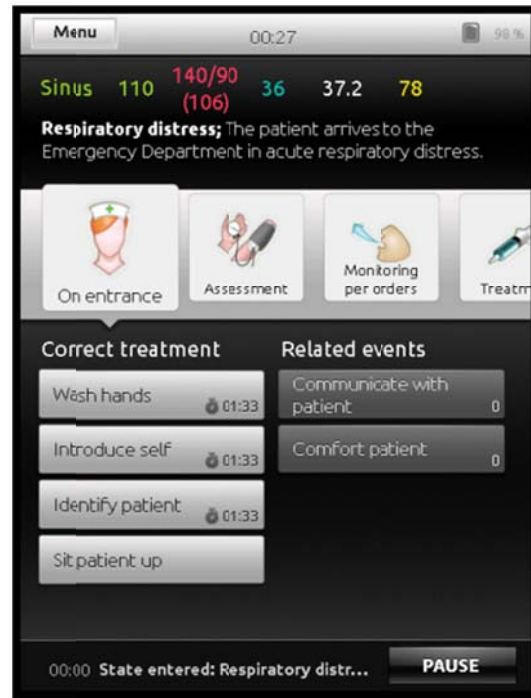 Menu
00:27
98 %
Sinus 110 140/90 (106) 36 37.2 78
Respiratory distress; The patient arrives to the
Emergency Department in acute respiratory distress.
On entrance
Assessment
Monitoring
per orders
Treatm
Correct treatment
Wash hands
01:33
Introduce self
01:33
Identify patient
01:33
Sit patient up
Related events
Communicate with
patient
0
Comfort patient
0
00:00 State entered: Respiratory distr...
PAUSE